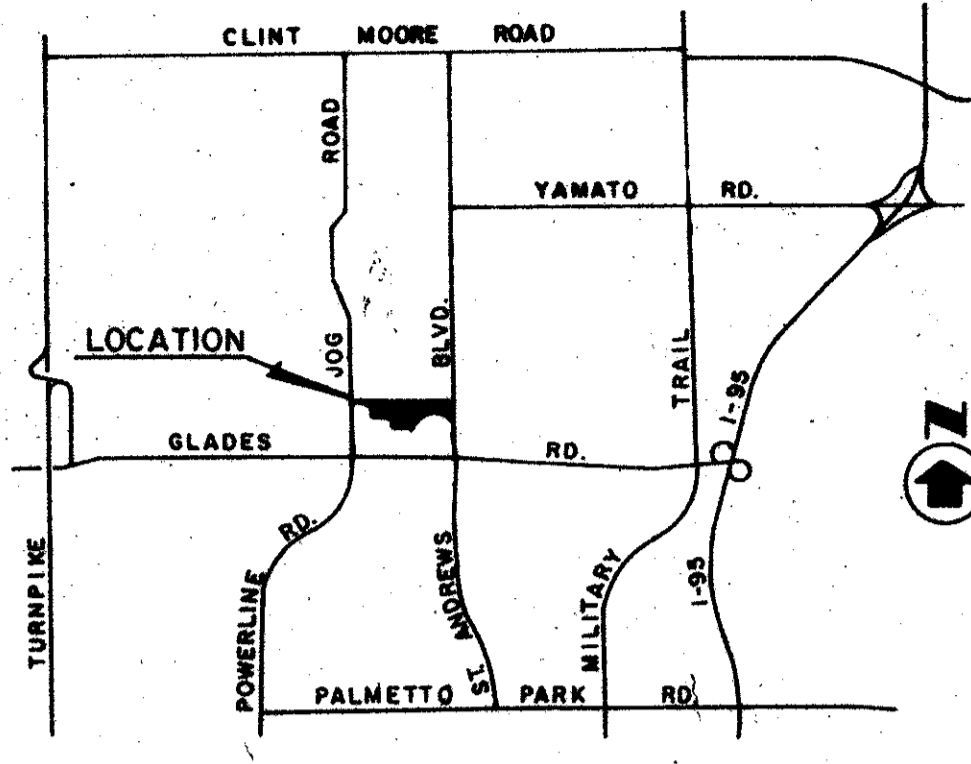 CLINT MOORE ROAD
JOG ROAD
YAMATO RD.
LOCATION
ST. ANDREWS BLVD.
MILITARY TRAIL
I-95
GLADES RD.
N
TURNPIKE
POWERLINE RD.
I-95
PALMETTO PARK RD.